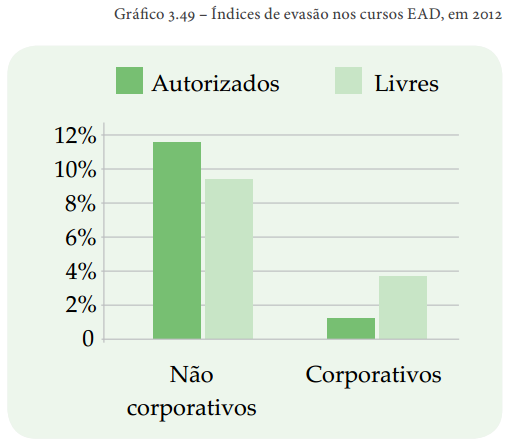 Gráfico 3.49 – Índices de evasão nos cursos EAD, em 2012
Autorizados Livres
12%
10%
8%
6%
4%
2%
0
Não Corporativos
corporativos